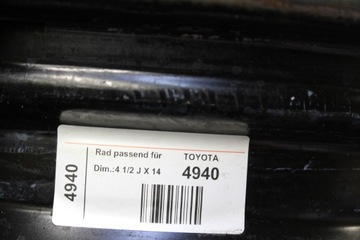 Rad passend für TOYOTA
Dim.:4 1/2 J X 14 4940
4940